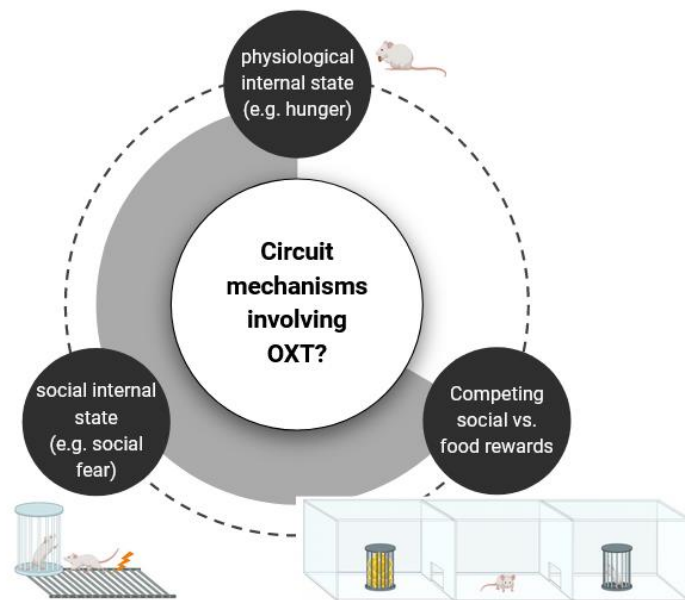 physiological
internal state
(e.g. hunger)
Circuit
mechanisms
involving
OXT?
social internal
state
(e.g. social
fear)
Competing
social vs.
food rewards